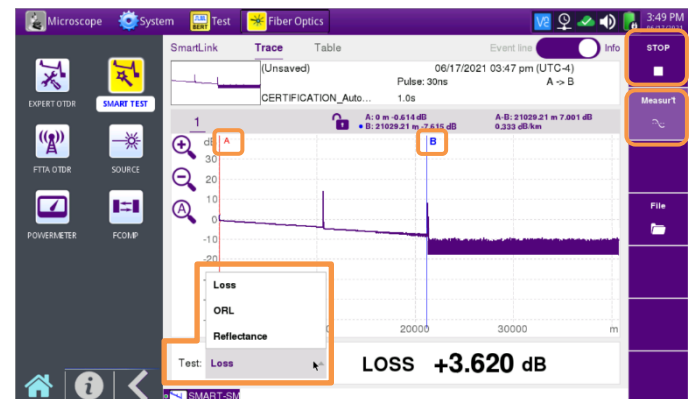 Microscope System Test Fiber Optics V2 3:49 PM
BERT
SmartLink Trace Table Event line Info STOP
(Unsaved) 06/17/2021 03:47 pm (UTC-4)
Pulse: 30ns A -> B
CERTIFICATION_Auto... 1.0s
EXPERT OTDR SMART TEST
Measur't
1 A: 0 m -0.614 dB A-B: 21029.21 m 7.001 dB
B: 21029.21 m -7.615 dB 0.333 dB/km
dB A B
30
FTTA OTDR SOURCE
20
10
A
0
File
POWERMETER FCOMP
-10
-20
Loss
ORL
20000 30000 m
Reflectance
Test: Loss LOSS +3.620 dB
SMART-SM